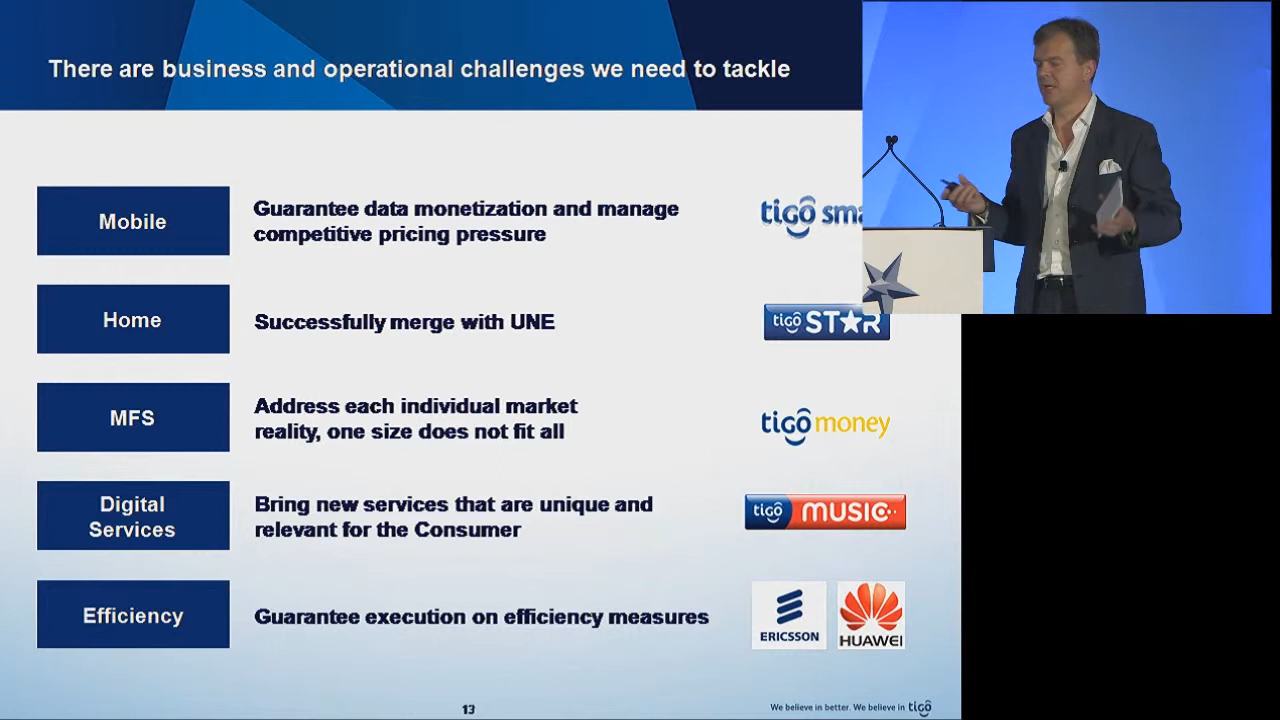 There are business and operational challenges we need to tackle
Mobile
Guarantee data monetization and manage
competitive pricing pressure
tigo sma
Home
Successfully merge with UNE
tigo STAR
MFS
Address each individual market
reality, one size does not fit all
tigo money
Digital
Services
Bring new services that are unique and
relevant for the Consumer
tigo MUSIC
Efficiency
Guarantee execution on efficiency measures
ERICSSON
HUAWEI
13
We believe in better. We believe in tigo